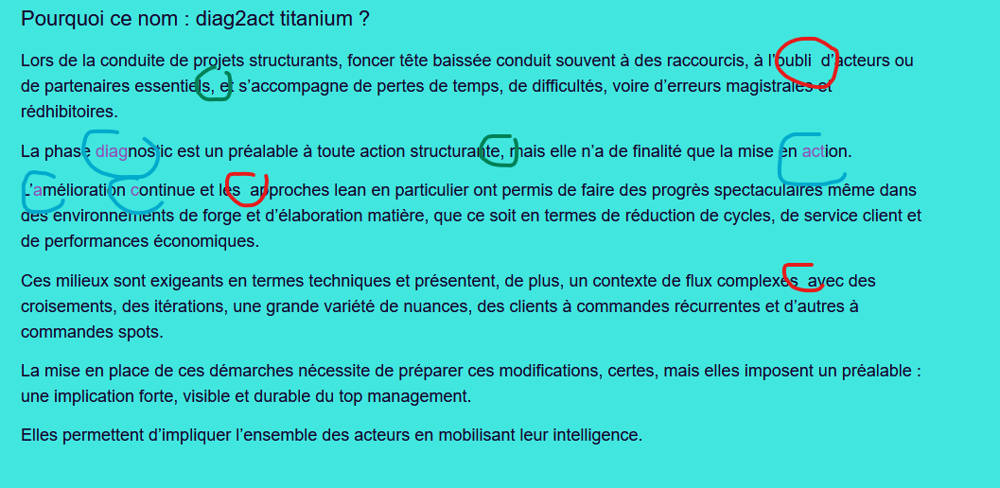 Pourquoi ce nom : diag2act titanium ?
Lors de la conduite de projets structurants, foncer tête baissée conduit souvent à des raccourcis, à l’oubli  d’acteurs ou
de partenaires essentiels, et s’accompagne de pertes de temps, de difficultés, voire d’erreurs magistrales et
rédhibitoires.
La phase diagnostic est un préalable à toute action structurante, mais elle n’a de finalité que la mise en action.
L’amélioration continue et les  approches lean en particulier ont permis de faire des progrès spectaculaires même dans
des environnements de forge et d’élaboration matière, que ce soit en termes de réduction de cycles, de service client et
de performances économiques.
Ces milieux sont exigeants en termes techniques et présentent, de plus, un contexte de flux complexes  avec des
croisements, des itérations, une grande variété de nuances, des clients à commandes récurrentes et d’autres à
commandes spots.
La mise en place de ces démarches nécessite de préparer ces modifications, certes, mais elles imposent un préalable :
une implication forte, visible et durable du top management.
Elles permettent d’impliquer l’ensemble des acteurs en mobilisant leur intelligence.